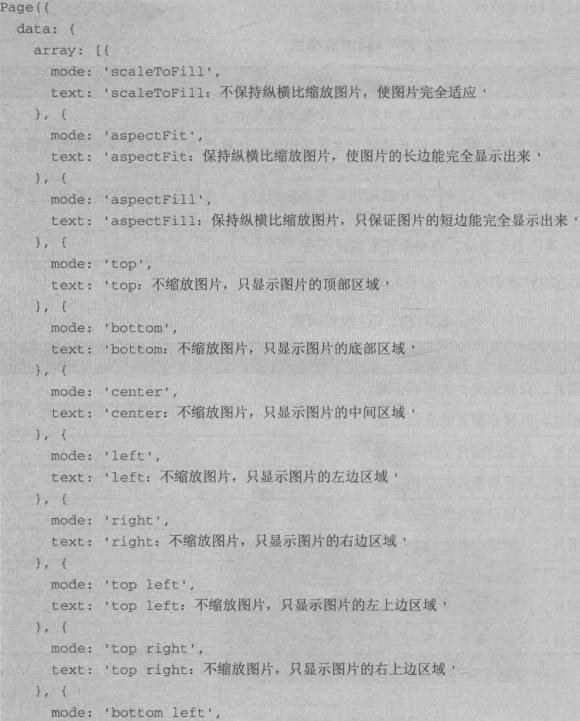 Page({
data: {
array: [{
mode: 'scaleToFill',
text: 'scaleToFill: 不保持纵横比缩放图片，使图片完全适应'
}, {
mode: 'aspectFit',
text: 'aspectFit: 保持纵横比缩放图片，使图片的长边能完全显示出来'
}, {
mode: 'aspectFill',
text: 'aspectFill: 保持纵横比缩放图片，只保证图片的短边能完全显示出来'
}, {
mode: 'top',
text: 'top: 不缩放图片，只显示图片的顶部区域'
}, {
mode: 'bottom',
text: 'bottom: 不缩放图片，只显示图片的底部区域'
}, {
mode: 'center',
text: 'center: 不缩放图片，只显示图片的中间区域'
}, {
mode: 'left',
text: 'left: 不缩放图片，只显示图片的左边区域'
}, {
mode: 'right',
text: 'right: 不缩放图片，只显示图片的右边区域'
}, {
mode: 'top left',
text: 'top left: 不缩放图片，只显示图片的左上边区域'
}, {
mode: 'top right',
text: 'top right: 不缩放图片，只显示图片的右上边区域'
}, {
mode: 'bottom left',